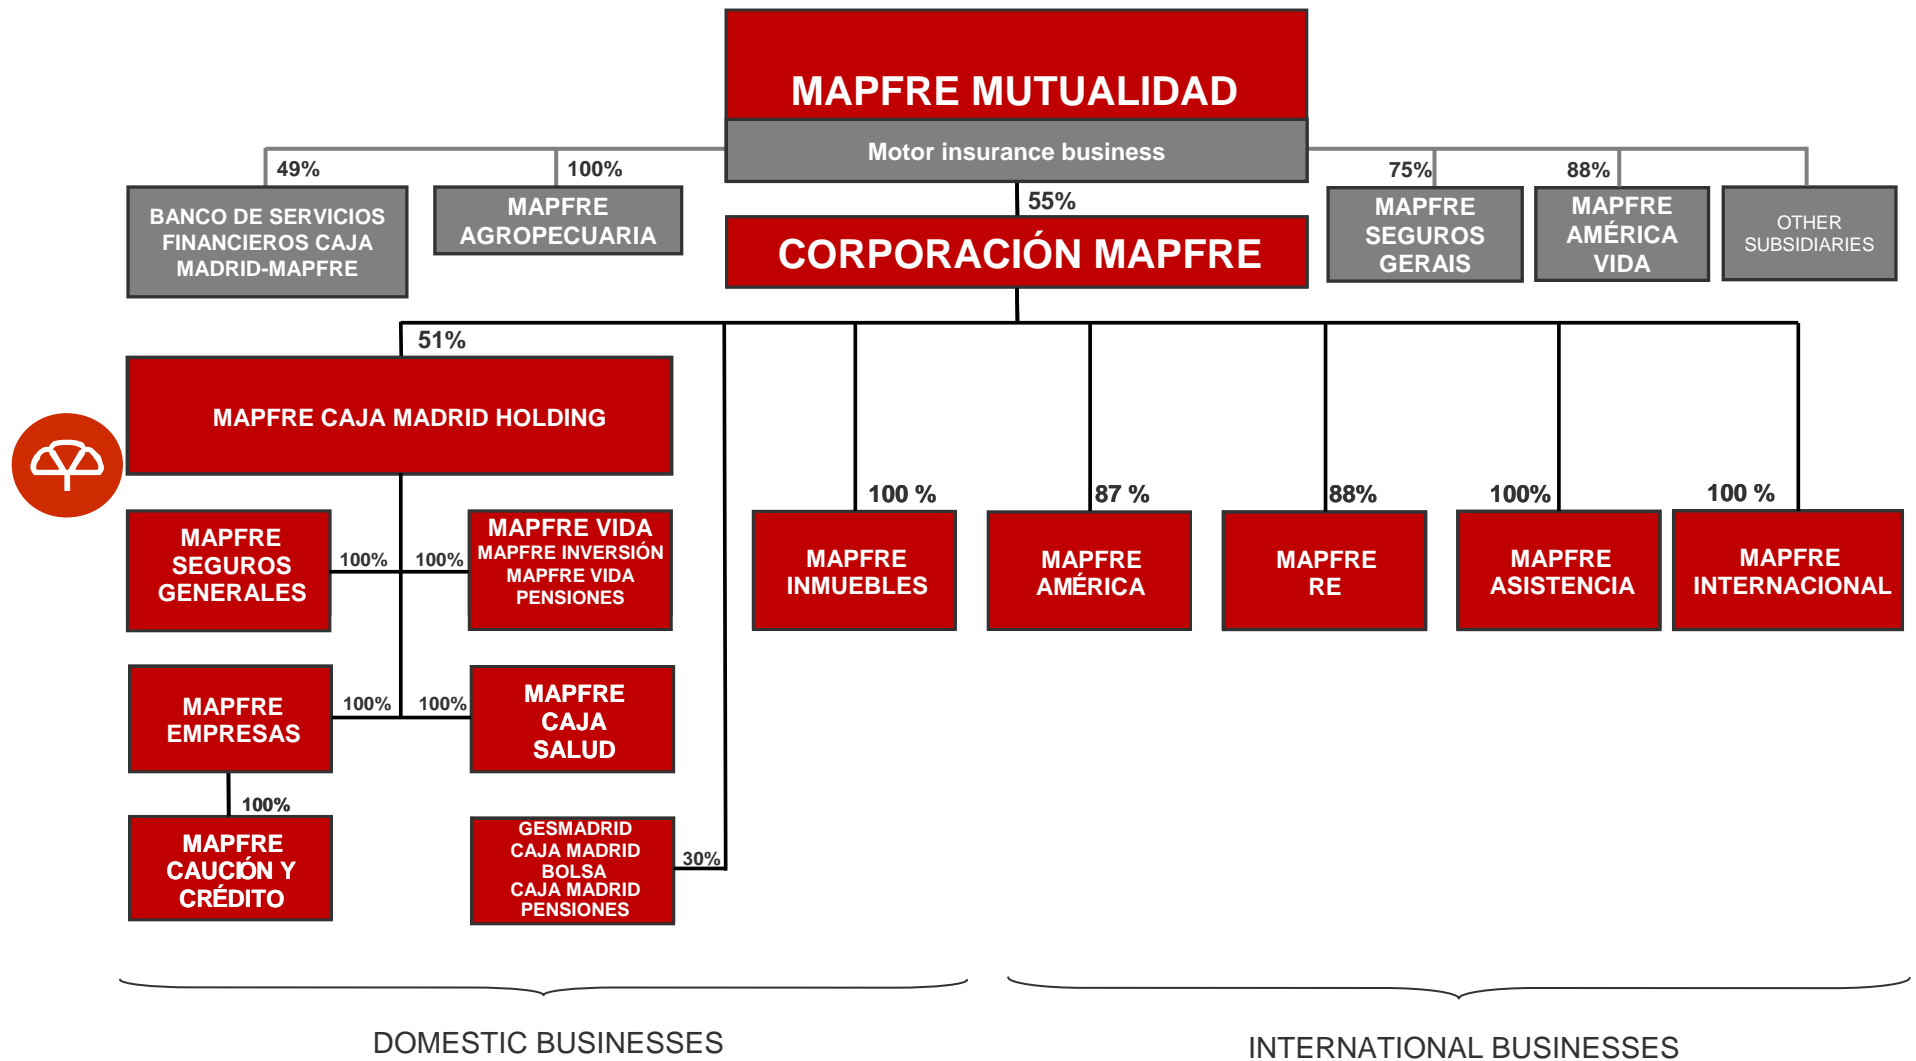 MAPFRE MUTUALIDAD
Motor insurance business
49%
100%
75%
88%
BANCO DE SERVICIOS
FINANCIEROS CAJA
MADRID-MAPFRE
MAPFRE
AGROPECUARIA
55%
CORPORACIÓN MAPFRE
MAPFRE
SEGUROS
GERAIS
MAPFRE
AMÉRICA
VIDA
OTHER
SUBSIDIARIES
51%
MAPFRE CAJA MADRID HOLDING
100 %
87 %
88%
100%
100 %
MAPFRE
SEGUROS
GENERALES
100%
100%
MAPFRE VIDA
MAPFRE INVERSIÓN
MAPFRE VIDA
PENSIONES
MAPFRE
INMUEBLES
MAPFRE
AMÉRICA
MAPFRE
RE
MAPFRE
ASISTENCIA
MAPFRE
INTERNACIONAL
MAPFRE
EMPRESAS
100%
100%
MAPFRE
CAJA
SALUD
100%
MAPFRE
CAUCIÓN Y
CRÉDITO
GESMADRID
CAJA MADRID
BOLSA
CAJA MADRID
PENSIONES
30%
DOMESTIC BUSINESSES
INTERNATIONAL BUSINESSES